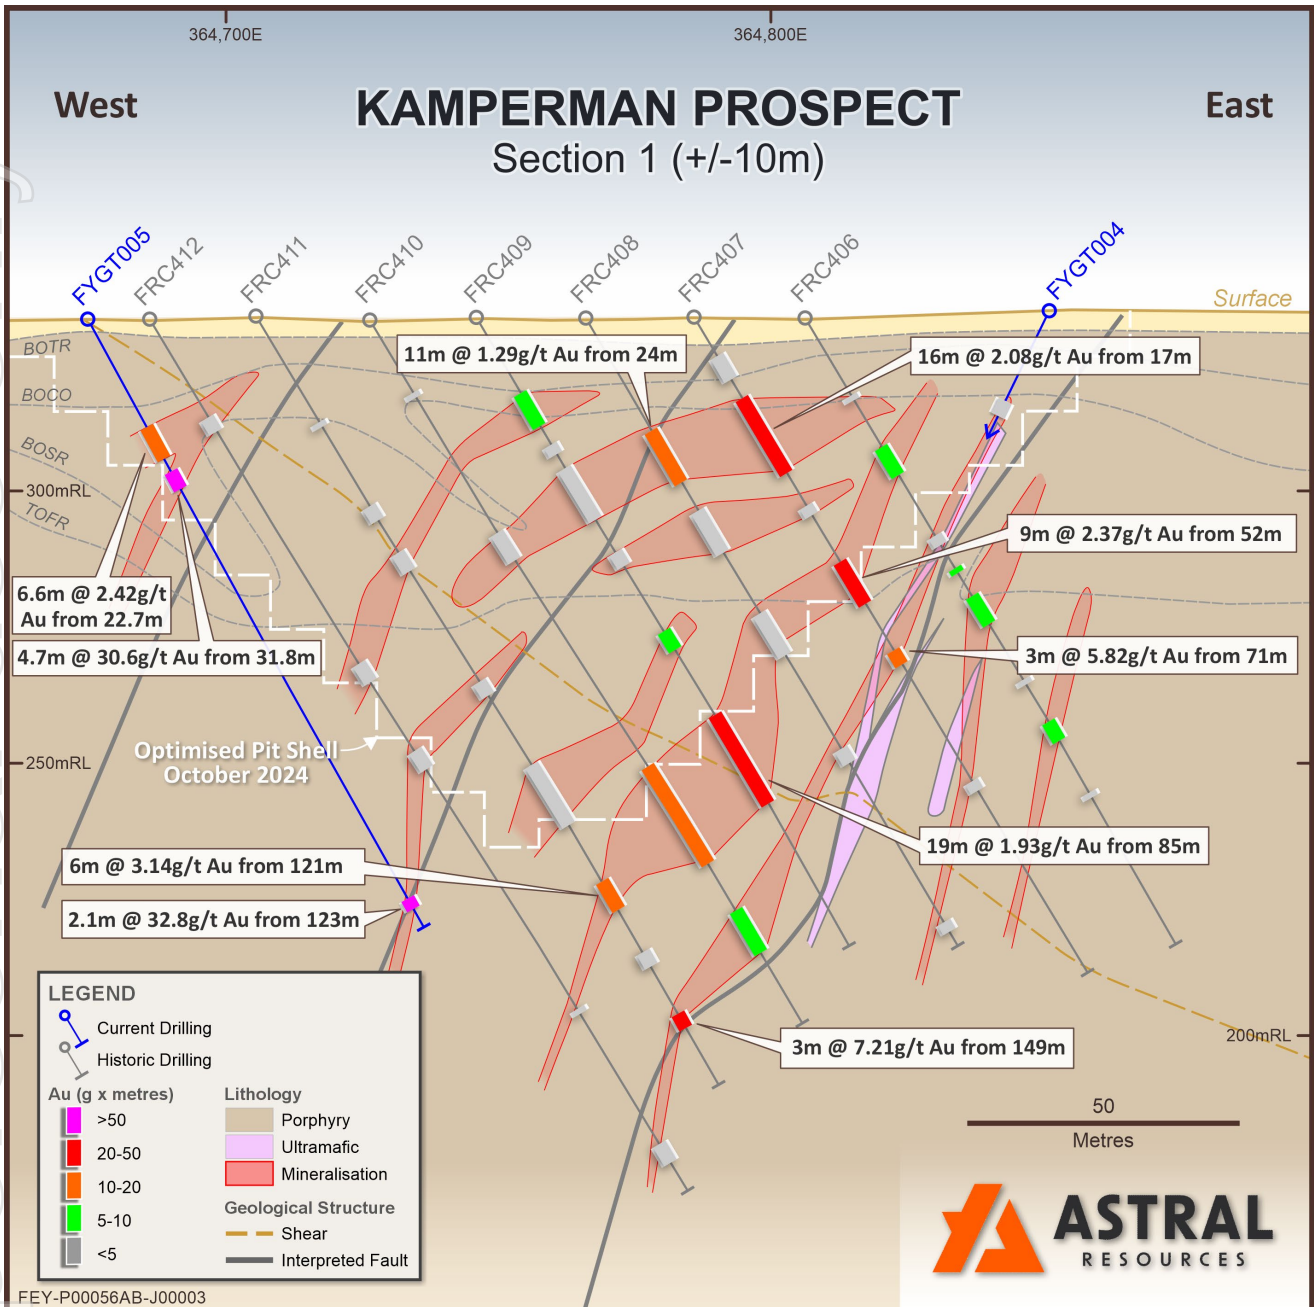 364,700E
364,800E
West
KAMPERMAN PROSPECT
East
Section 1 (+/-10m)
FYGT005
FRC412
FRC411
FRC410
FRC409
FRC408
FRC407
FRC406
FYGT004
Surface
BOTR
BOCO
BOSR
TOFR
11m @ 1.29g/t Au from 24m
16m @ 2.08g/t Au from 17m
300mRL
9m @ 2.37g/t Au from 52m
6.6m @ 2.42g/t
Au from 22.7m
4.7m @ 30.6g/t Au from 31.8m
3m @ 5.82g/t Au from 71m
Optimised Pit Shell
October 2024
250mRL
19m @ 1.93g/t Au from 85m
6m @ 3.14g/t Au from 121m
2.1m @ 32.8g/t Au from 123m
3m @ 7.21g/t Au from 149m
200mRL
LEGEND
Current Drilling
Historic Drilling
Au (g x metres)
>50
20-50
10-20
5-10
<5
Lithology
Porphyry
Ultramafic
Mineralisation
Geological Structure
Shear
Interpreted Fault
50
Metres
ASTRAL
RESOURCES
FEY-P00056AB-J00003